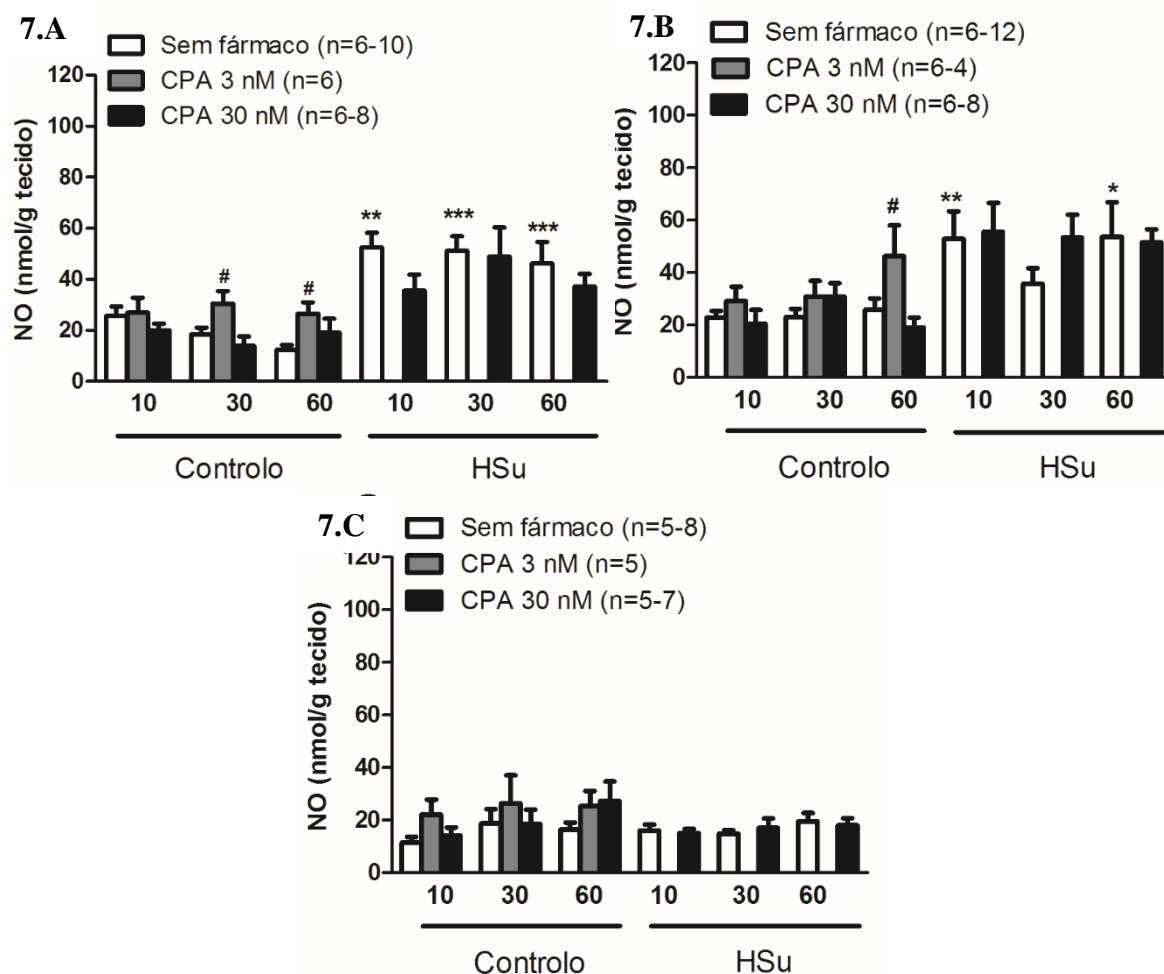 7.A
Sem fármaco (n=6-10)
CPA 3 nM (n=6)
CPA 30 nM (n=6-8)
NO (nmol/g tecido)
120
100
80
60
40
20
0
# # ** *** ***
10 30 60 10 30 60
Controlo HSu
7.B
Sem fármaco (n=6-12)
CPA 3 nM (n=6-4)
CPA 30 nM (n=6-8)
NO (nmol/g tecido)
120
100
80
60
40
20
0
# ** *
10 30 60 10 30 60
Controlo HSu
7.C
Sem fármaco (n=5-8)
CPA 3 nM (n=5)
CPA 30 nM (n=5-7)
NO (nmol/g tecido)
120
100
80
60
40
20
0
10 30 60 10 30 60
Controlo HSu